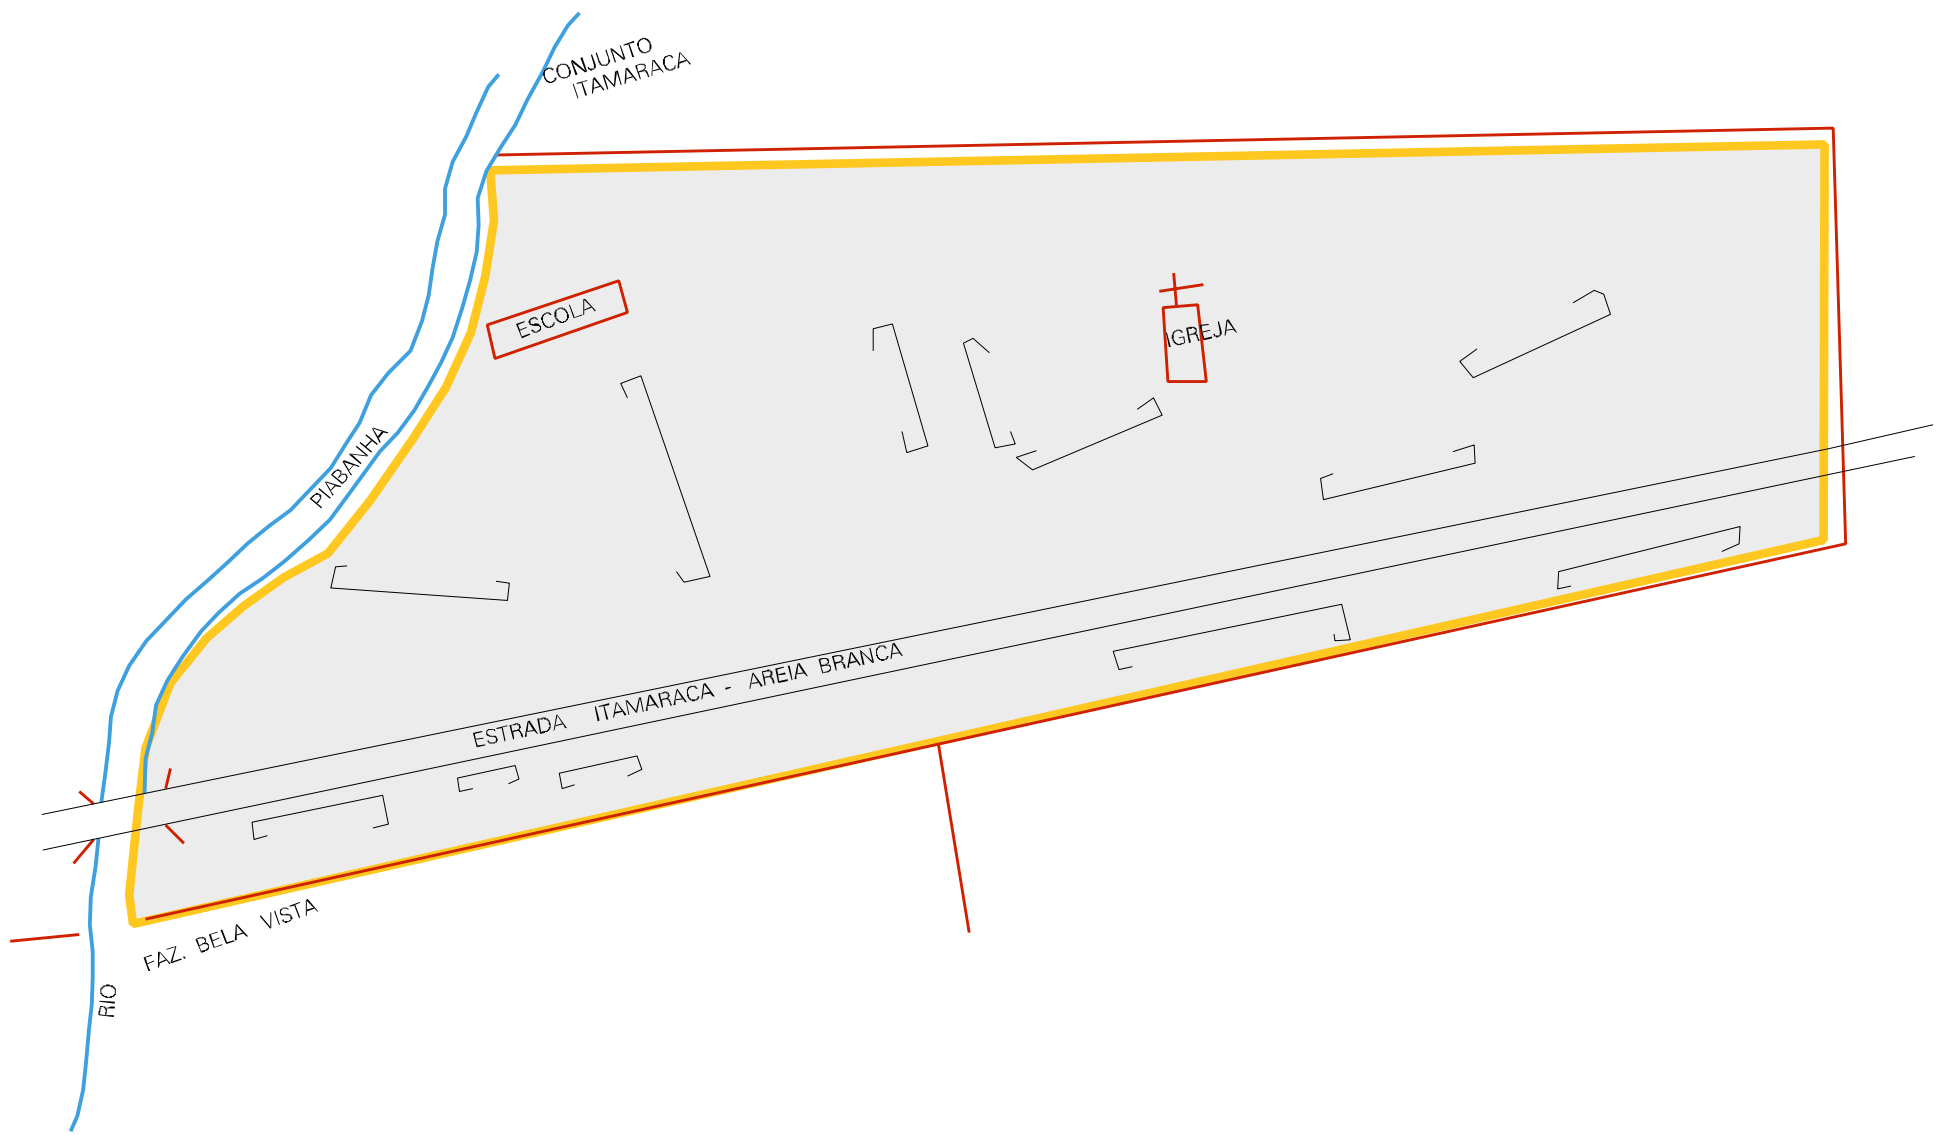 CONJUNTO
ITAMARACA
ESCOLA
IGREJA
PIABANHA
ESTRADA ITAMARACA - AREIA BRANCA
FAZ. BELA VISTA
RIO